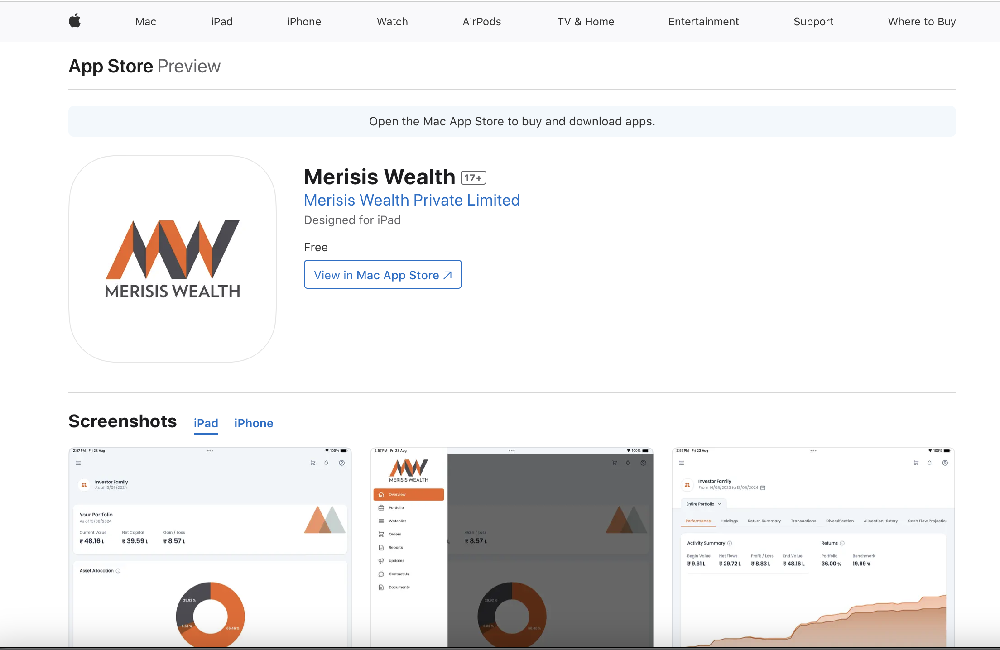 Mac iPad iPhone Watch AirPods TV & Home Entertainment Support Where to Buy
App Store Preview
Open the Mac App Store to buy and download apps.
MERISIS WEALTH
Merisis Wealth 17+
Merisis Wealth Private Limited
Designed for iPad
Free
View in Mac App Store
Screenshots iPad iPhone
2:57 PM Fri 23 Aug 100%
Investor Family
As of 13/08/2024
Your Portfolio
As of 13/08/2024
Current Value Net Capital Gain / Loss
₹ 48.16 L ₹ 39.59 L ₹ 8.57 L
Asset Allocation
29.92 %
3.62 %
66.46 %
2:57 PM Fri 23 Aug 100%
MERISIS WEALTH
Overview
Portfolio
Watchlist
Orders
Reports
Updates
Contact Us
Documents
Gain / Loss
L ₹ 8.57 L
29.92 %
3.62 %
66.46 %
2:57 PM Fri 23 Aug 100%
Investor Family
From 14/08/2023 to 13/08/2024
Entire Portfolio
Performance Holdings Return Summary Transactions Diversification Allocation History Cash Flow Projectio
Activity Summary Returns
Begin Value Net Flows Profit / Loss End Value Portfolio Benchmark
₹ 9.61 L ₹ 29.72 L ₹ 8.83 L ₹ 48.16 L 36.00 % 19.99 %